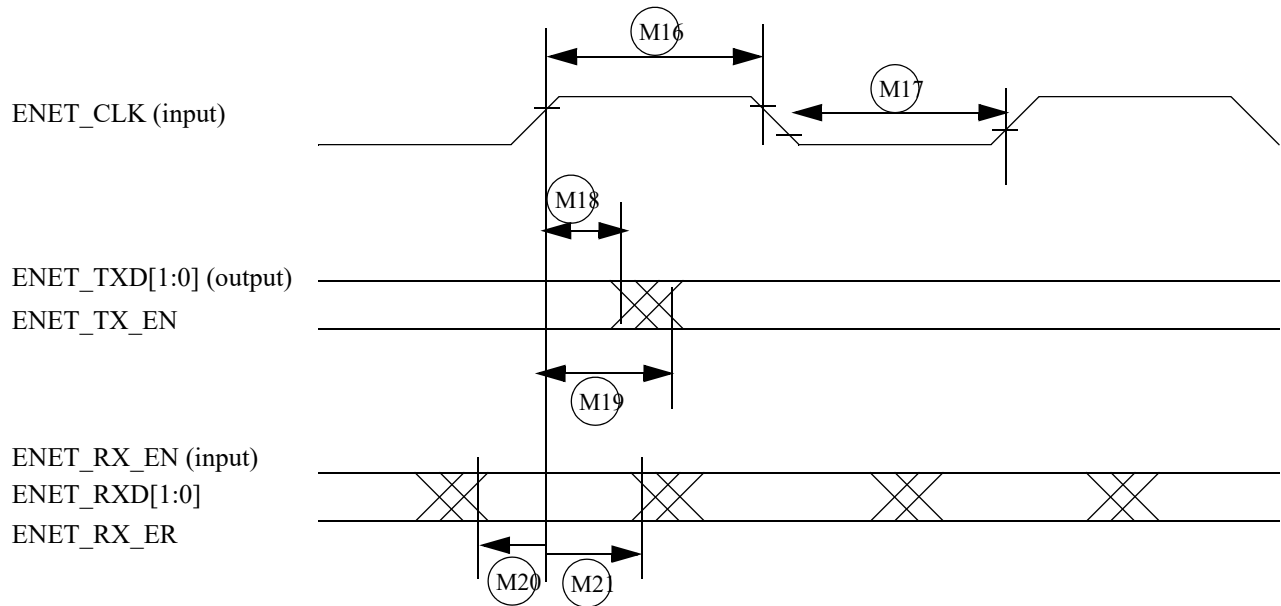 M16
M17
ENET_CLK (input)
M18
ENET_TXD[1:0] (output)
ENET_TX_EN
M19
ENET_RX_EN (input)
ENET_RXD[1:0]
ENET_RX_ER
M20
M21